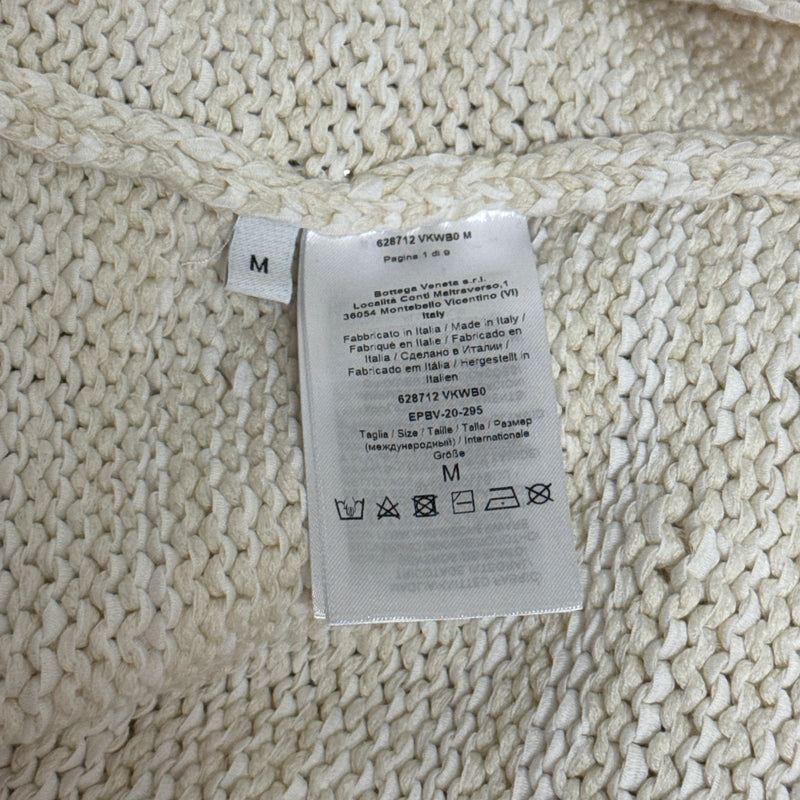 M
628712 VKWB0 M
Pagina 1 di 9
Bottega Veneta s.r.l.
Località Conti Maltraverso,1
36054 Montebello Vicentino (VI)
Italy
Fabbricato in Italia / Made in Italy /
Fabriqué en Italie / Fabricado en
Italia / Сделано в Италии /
Fabricado em Itália / Hergestellt in
Italien
628712 VKWB0
EPBV-20-295
Taglia / Size / Taille / Talla / Размер
(международный) / Internationale
Größe
M